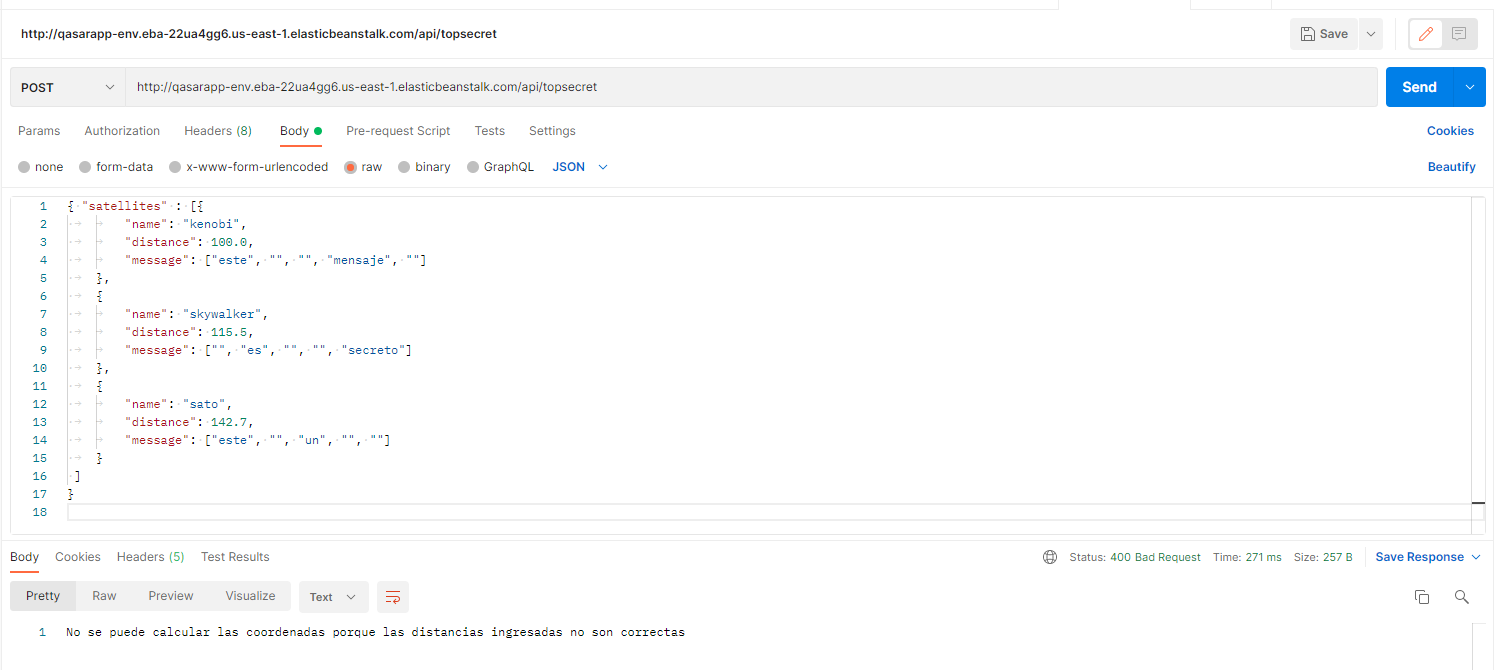 http://qasarapp-env.eba-22ua4gg6.us-east-1.elasticbeanstalk.com/api/topsecret
Save
POST
http://qasarapp-env.eba-22ua4gg6.us-east-1.elasticbeanstalk.com/api/topsecret
Send
Params Authorization Headers (8) Body Pre-request Script Tests Settings Cookies
none form-data x-www-form-urlencoded raw binary GraphQL JSON Beautify
1 { "satellites" : [{
2 "name": "kenobi",
3 "distance": 100.0,
4 "message": ["este", "", "", "mensaje", ""]
5 },
6 {
7 "name": "skywalker",
8 "distance": 115.5,
9 "message": ["", "es", "", "", "secreto"]
10 },
11 {
12 "name": "sato",
13 "distance": 142.7,
14 "message": ["este", "", "un", "", ""]
15 }
16 ]
17 }
18
Body Cookies Headers (5) Test Results Status: 400 Bad Request Time: 271 ms Size: 257 B Save Response
Pretty Raw Preview Visualize Text
1 No se puede calcular las coordenadas porque las distancias ingresadas no son correctas